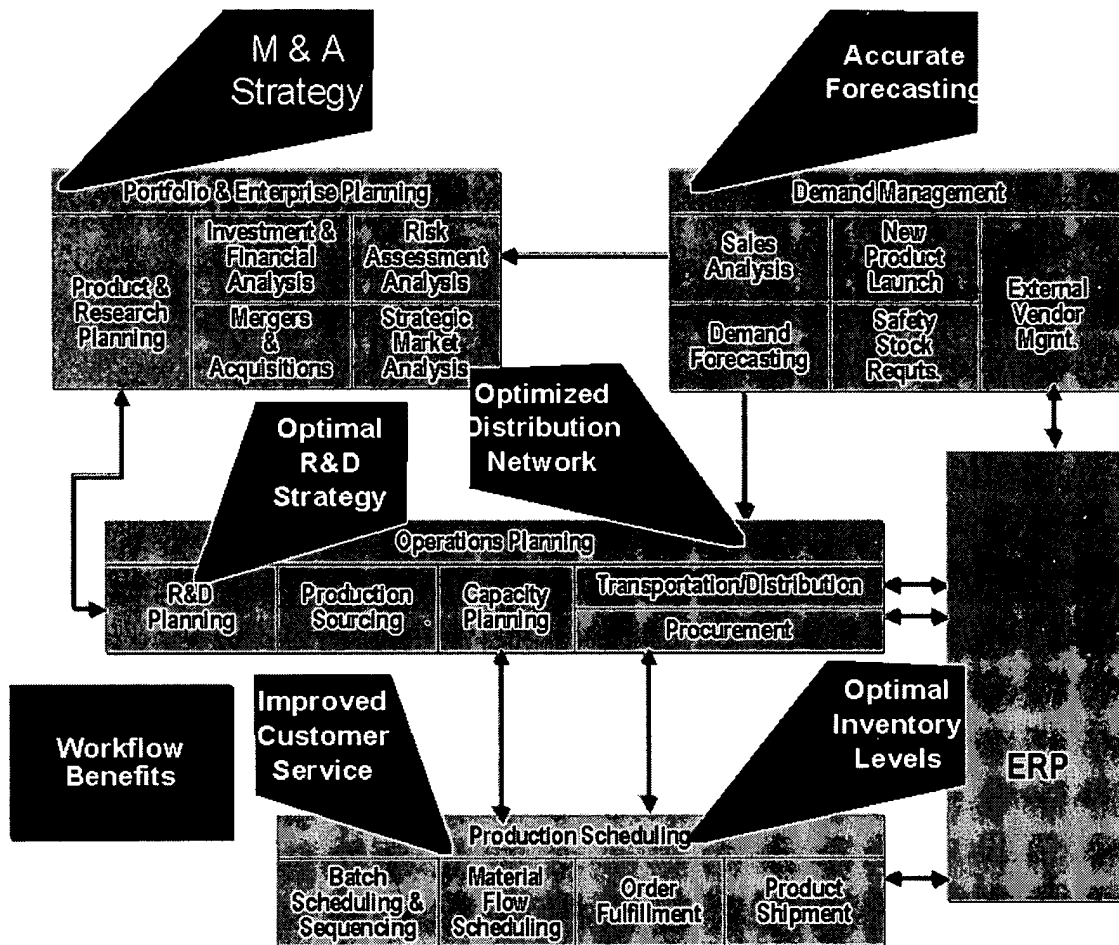 M & A
Strategy
Accurate
Forecasting
Portfolio & Enterprise Planning
Product &
Research
Planning
Investment &
Financial
Analysis
Risk
Assessment
Analysis
Mergers
&
Acquisitions
Strategic
Market
Analysis
Demand Management
Sales
Analysis
New
Product
Launch
External
Vendor
Mgmt.
Demand
Forecasting
Safety
Stock
Requts.
Optimal
R&D
Strategy
Optimized
Distribution
Network
Operations Planning
R&D
Planning
Production
Sourcing
Capacity
Planning
Transportation/Distribution
Procurement
Workflow
Benefits
Improved
Customer
Service
Optimal
Inventory
Levels
ERP
Production Scheduling
Batch
Scheduling &
Sequencing
Material
Flow
Scheduling
Order
Fulfillment
Product
Shipment